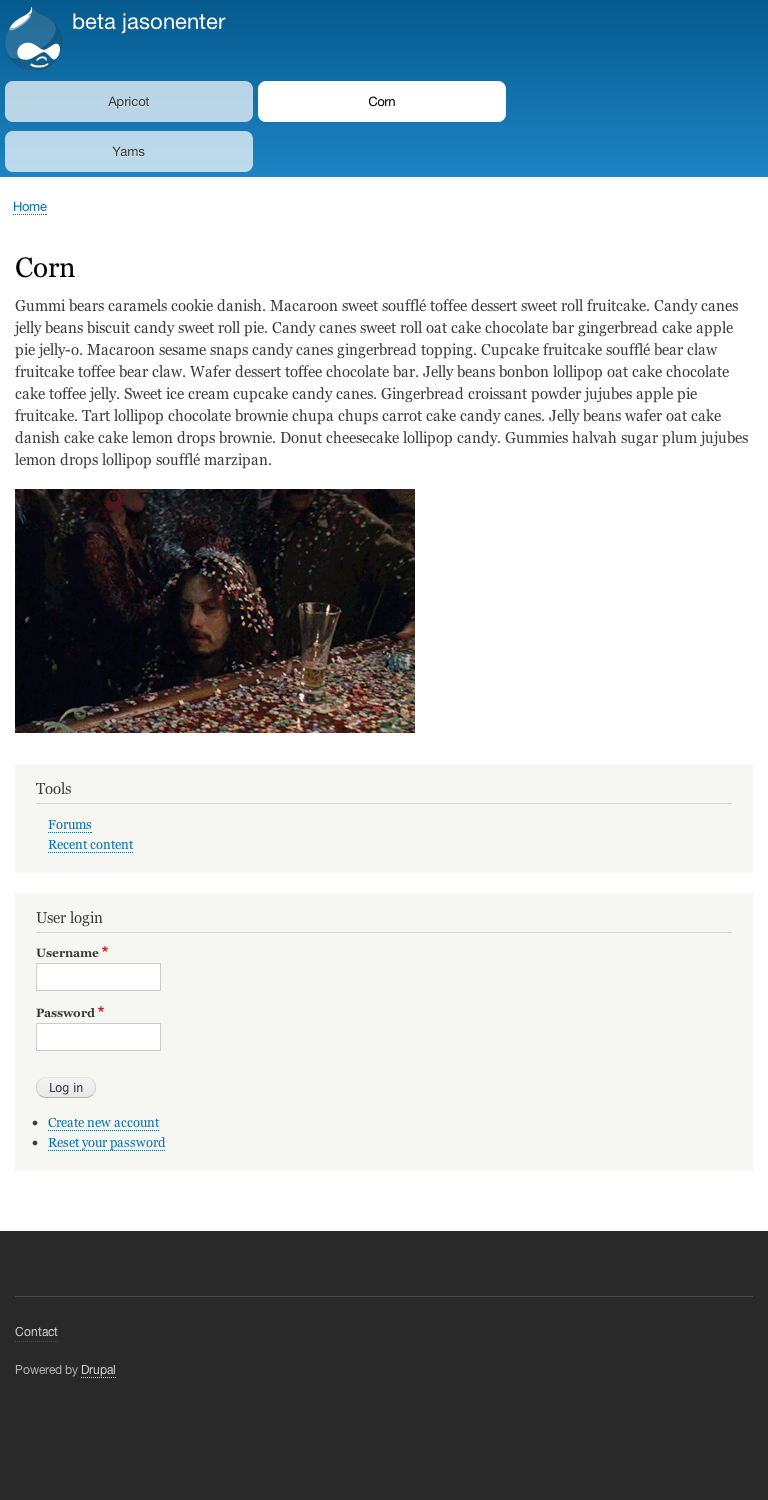 beta jasonenter
Apricot
Corn
Yams
Home
Corn
Gummi bears caramels cookie danish. Macaroon sweet soufflé toffee dessert sweet roll fruitcake. Candy canes
jelly beans biscuit candy sweet roll pie. Candy canes sweet roll oat cake chocolate bar gingerbread cake apple
pie jelly-o. Macaroon sesame snaps candy canes gingerbread topping. Cupcake fruitcake soufflé bear claw
fruitcake toffee bear claw. Wafer dessert toffee chocolate bar. Jelly beans bonbon lollipop oat cake chocolate
cake toffee jelly. Sweet ice cream cupcake candy canes. Gingerbread croissant powder jujubes apple pie
fruitcake. Tart lollipop chocolate brownie chupa chups carrot cake candy canes. Jelly beans wafer oat cake
danish cake cake lemon drops brownie. Donut cheesecake lollipop candy. Gummies halvah sugar plum jujubes
lemon drops lollipop soufflé marzipan.
Tools
Forums
Recent content
User login
Username *
Password *
Log in
Create new account
Reset your password
Contact
Powered by Drupal